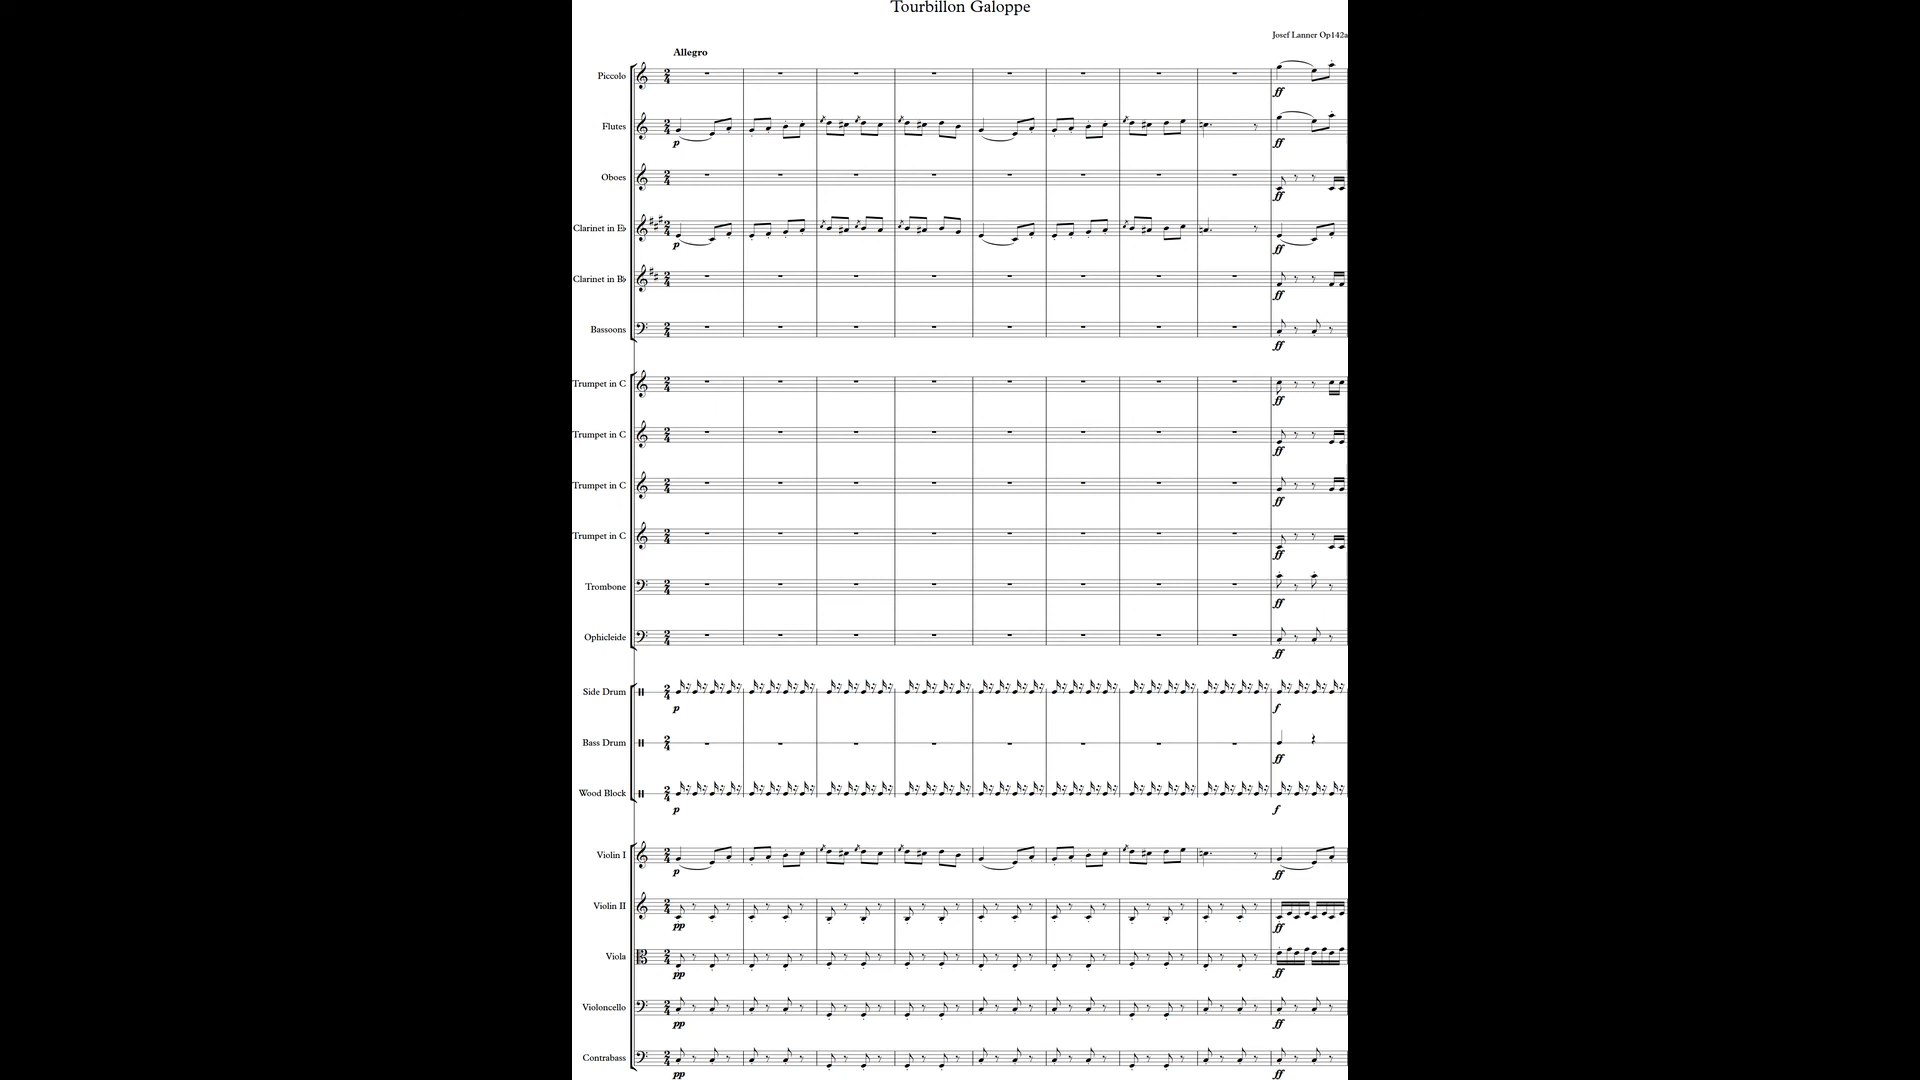 Tourbillon Galoppe
Josef Lanner Op142a
Allegro
Piccolo
ff
Flutes
p
ff
Oboes
ff
Clarinet in E♭
p
ff
Clarinet in B♭
ff
Bassoons
ff
Trumpet in C
ff
Trumpet in C
ff
Trumpet in C
ff
Trumpet in C
ff
Trombone
ff
Ophicleide
ff
Side Drum
p
f
Bass Drum
ff
Wood Block
p
f
Violin I
p
ff
Violin II
pp
ff
Viola
pp
ff
Violoncello
pp
ff
Contrabass
pp
ff